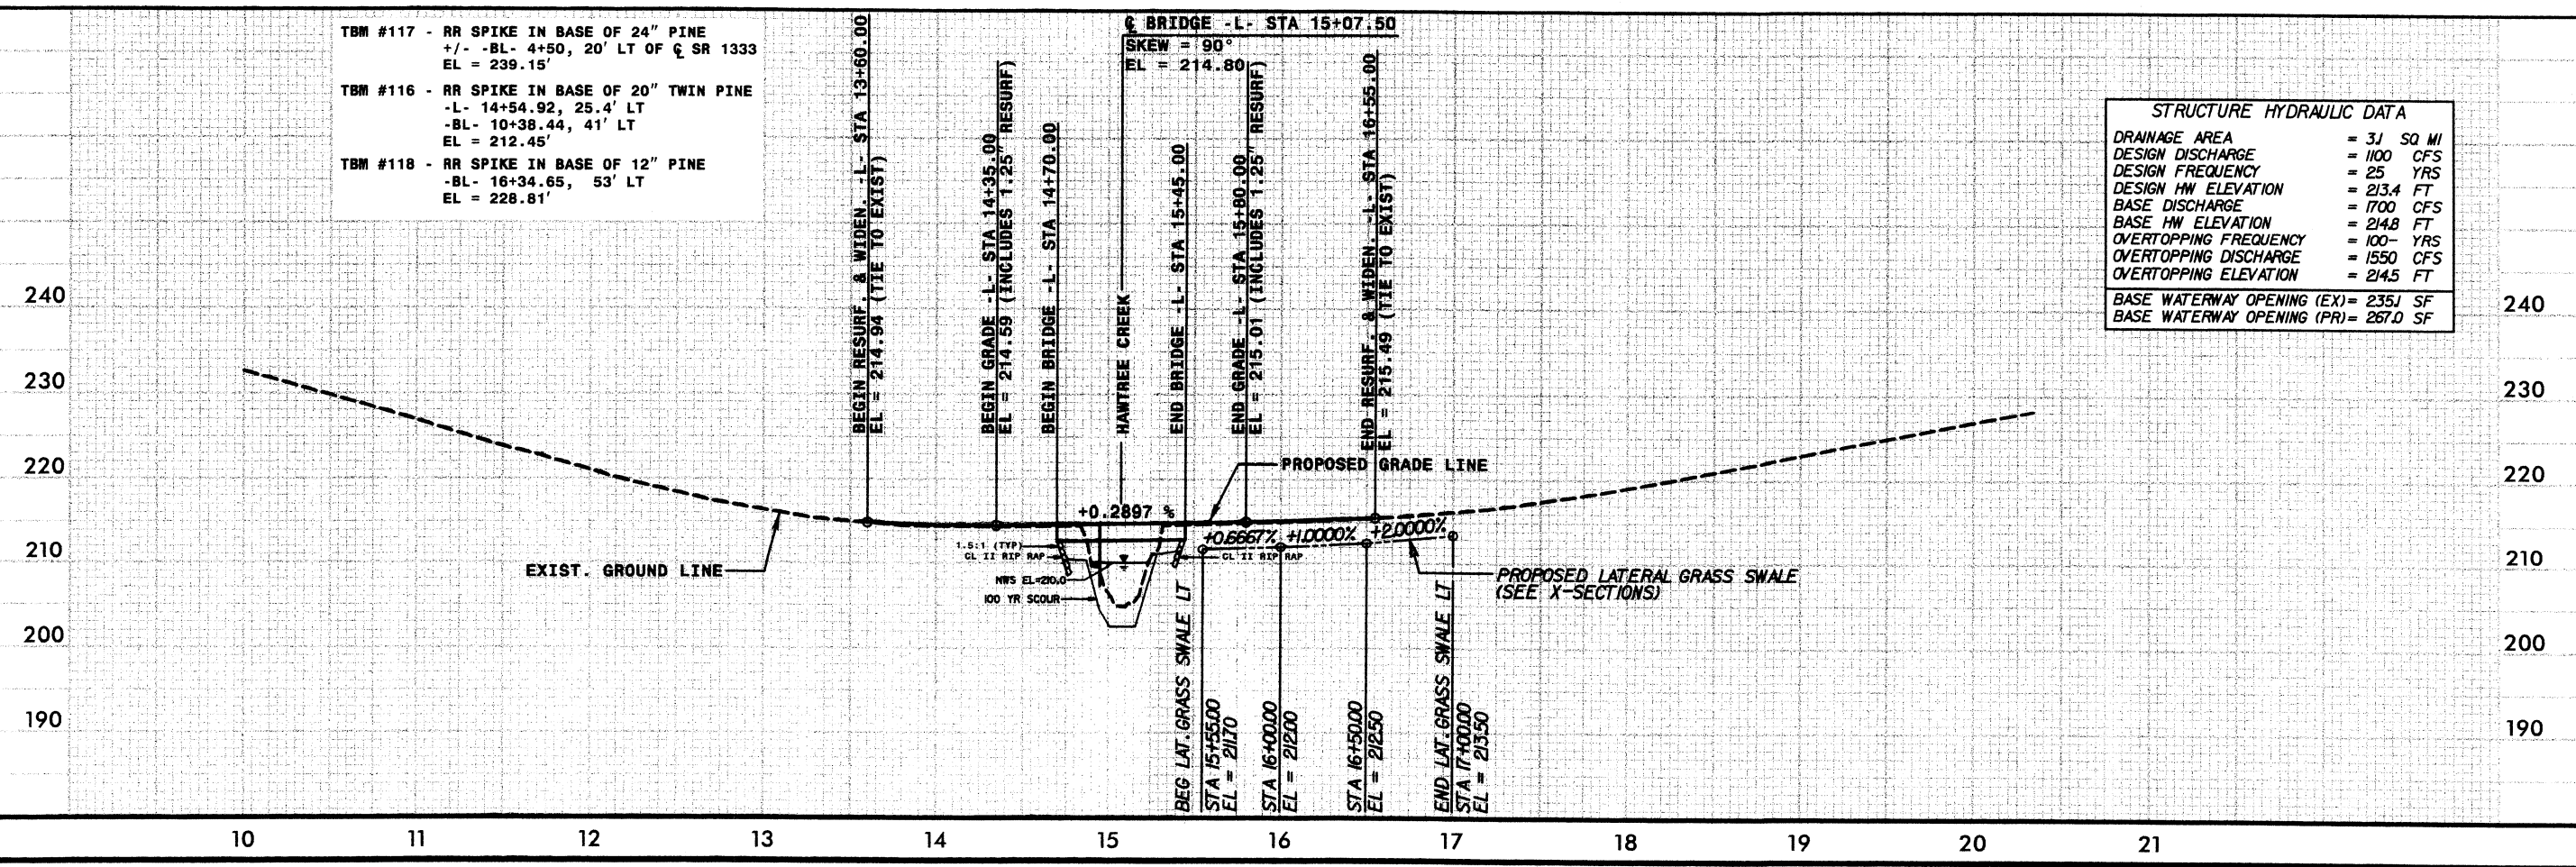 TBM #117 - RR SPIKE IN BASE OF 24" PINE
+/- -BL- 4+50, 20' LT OF ℄ SR 1333
EL = 239.15'
TBM #116 - RR SPIKE IN BASE OF 20" TWIN PINE
-L- 14+54.92, 25.4' LT
-BL- 10+38.44, 41' LT
EL = 212.45'
TBM #118 - RR SPIKE IN BASE OF 12" PINE
-BL- 16+34.65, 53' LT
EL = 228.81'
BEGIN RESURF. & WIDEN. -L- STA 13+60.00
EL = 214.94 (TIE TO EXIST)
BEGIN GRADE -L- STA 14+35.00
EL = 214.59 (INCLUDES 1.25" RESURF)
BEGIN BRIDGE -L- STA 14+70.00
℄ BRIDGE -L- STA 15+07.50
SKEW = 90°
EL = 214.80
HAWTREE CREEK
END BRIDGE -L- STA 15+45.00
END GRADE -L- STA 15+80.00
EL = 215.01 (INCLUDES 1.25" RESURF)
END RESURF. & WIDEN. -L- STA 16+55.00
EL = 215.49 (TIE TO EXIST)
STRUCTURE HYDRAULIC DATA
DRAINAGE AREA = 3.1 SQ MI
DESIGN DISCHARGE = 1100 CFS
DESIGN FREQUENCY = 25 YRS
DESIGN HW ELEVATION = 213.4 FT
BASE DISCHARGE = 1700 CFS
BASE HW ELEVATION = 214.8 FT
OVERTOPPING FREQUENCY = 100- YRS
OVERTOPPING DISCHARGE = 1550 CFS
OVERTOPPING ELEVATION = 214.5 FT
BASE WATERWAY OPENING (EX)= 235.1 SF
BASE WATERWAY OPENING (PR)= 267.0 SF
240 240
230 230
220 220
210 210
200 200
190 190
PROPOSED GRADE LINE
+0.2897 %
+0.6667% +1.0000% +2.0000%
1.5:1 (TYP)
CL II RIP RAP
CL II RIP RAP
EXIST. GROUND LINE
NWS EL=210.0
100 YR SCOUR
PROPOSED LATERAL GRASS SWALE
(SEE X-SECTIONS)
BEG LAT. GRASS SWALE LT
STA 15+55.00
EL = 211.70
STA 16+00.00
EL = 212.00
STA 16+50.00
EL = 212.50
END LAT. GRASS SWALE LT
STA 17+00.00
EL = 213.50
10 11 12 13 14 15 16 17 18 19 20 21